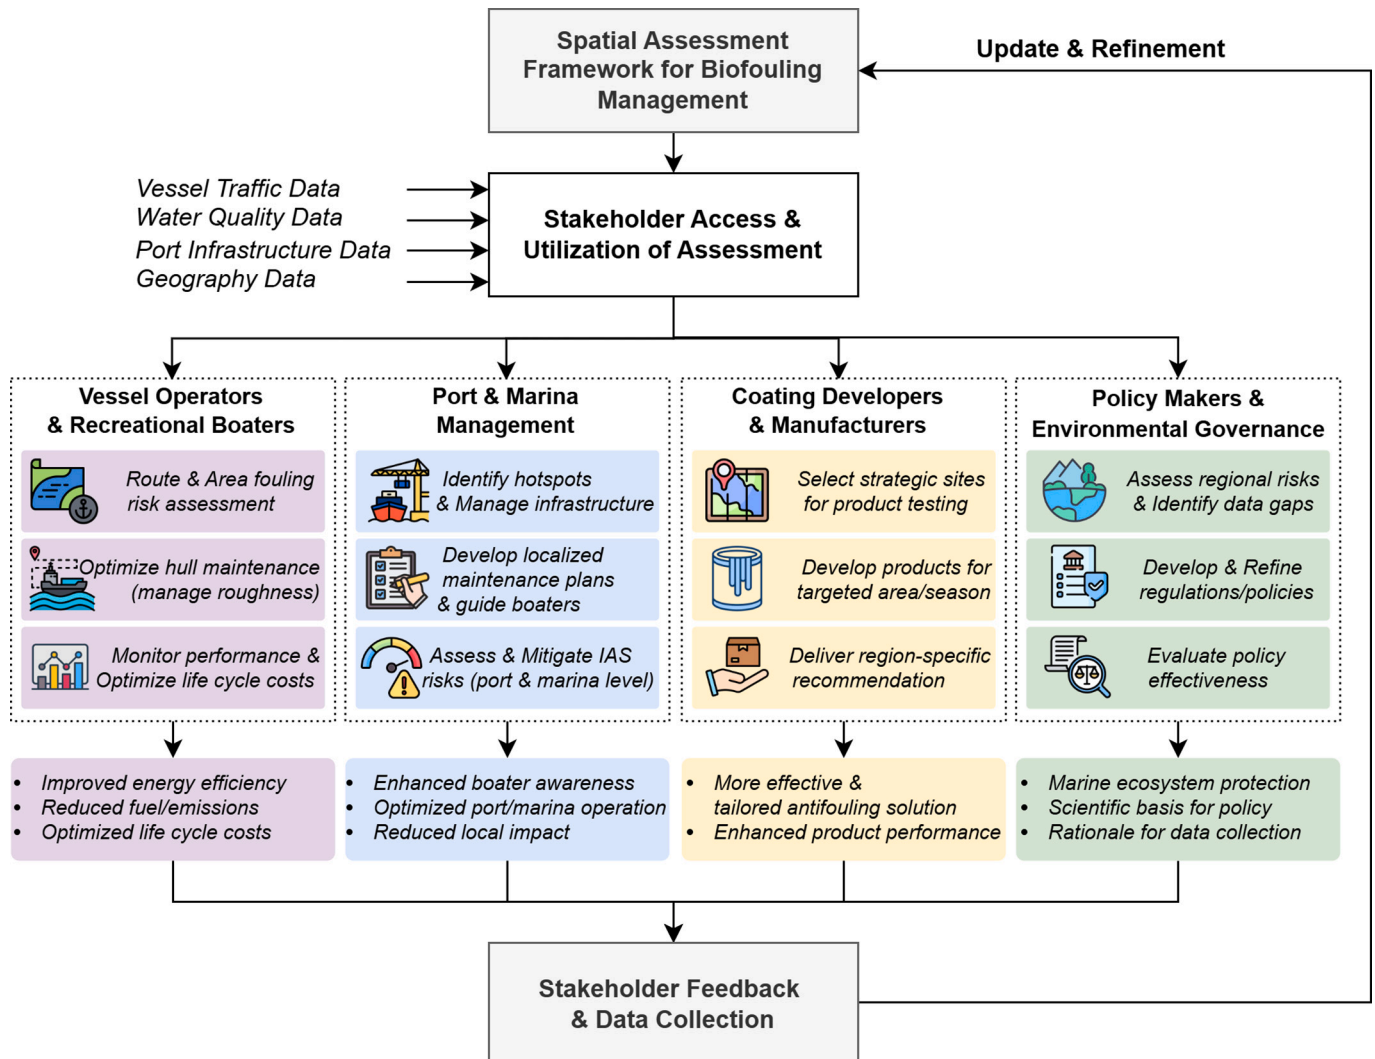 Spatial Assessment
Framework for Biofouling
Management
Update & Refinement
Vessel Traffic Data
Water Quality Data
Port Infrastructure Data
Geography Data
Stakeholder Access &
Utilization of Assessment
Vessel Operators
& Recreational Boaters
Route & Area fouling
risk assessment
Optimize hull maintenance
(manage roughness)
Monitor performance &
Optimize life cycle costs
• Improved energy efficiency
• Reduced fuel/emissions
• Optimized life cycle costs
Port & Marina
Management
Identify hotspots
& Manage infrastructure
Develop localized
maintenance plans
& guide boaters
Assess & Mitigate IAS
risks (port & marina level)
• Enhanced boater awareness
• Optimized port/marina operation
• Reduced local impact
Coating Developers
& Manufacturers
Select strategic sites
for product testing
Develop products for
targeted area/season
Deliver region-specific
recommendation
• More effective &
tailored antifouling solution
• Enhanced product performance
Policy Makers &
Environmental Governance
Assess regional risks
& Identify data gaps
Develop & Refine
regulations/policies
Evaluate policy
effectiveness
• Marine ecosystem protection
• Scientific basis for policy
• Rationale for data collection
Stakeholder Feedback
& Data Collection